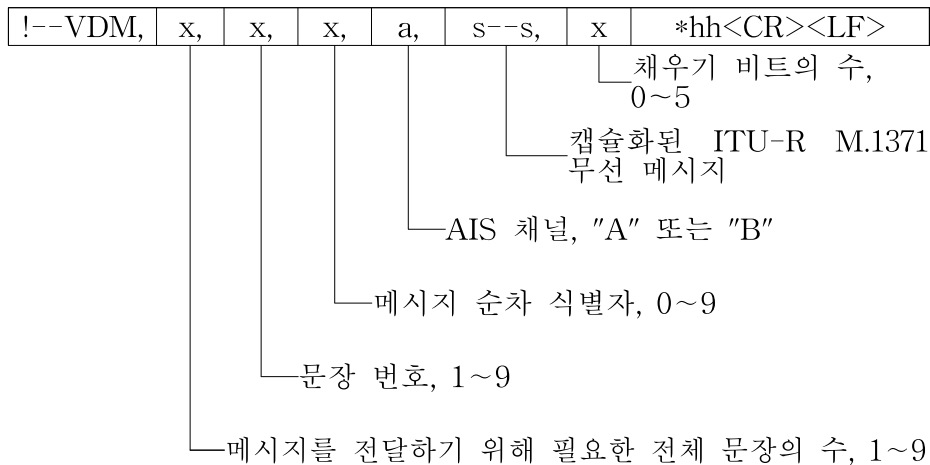 !--VDM, x, x, x, a, s--s, x *hh<CR><LF>
채우기 비트의 수,
0~5
캡슐화된 ITU-R M.1371
무선 메시지
AIS 채널, "A" 또는 "B"
메시지 순차 식별자, 0~9
문장 번호, 1~9
메시지를 전달하기 위해 필요한 전체 문장의 수, 1~9